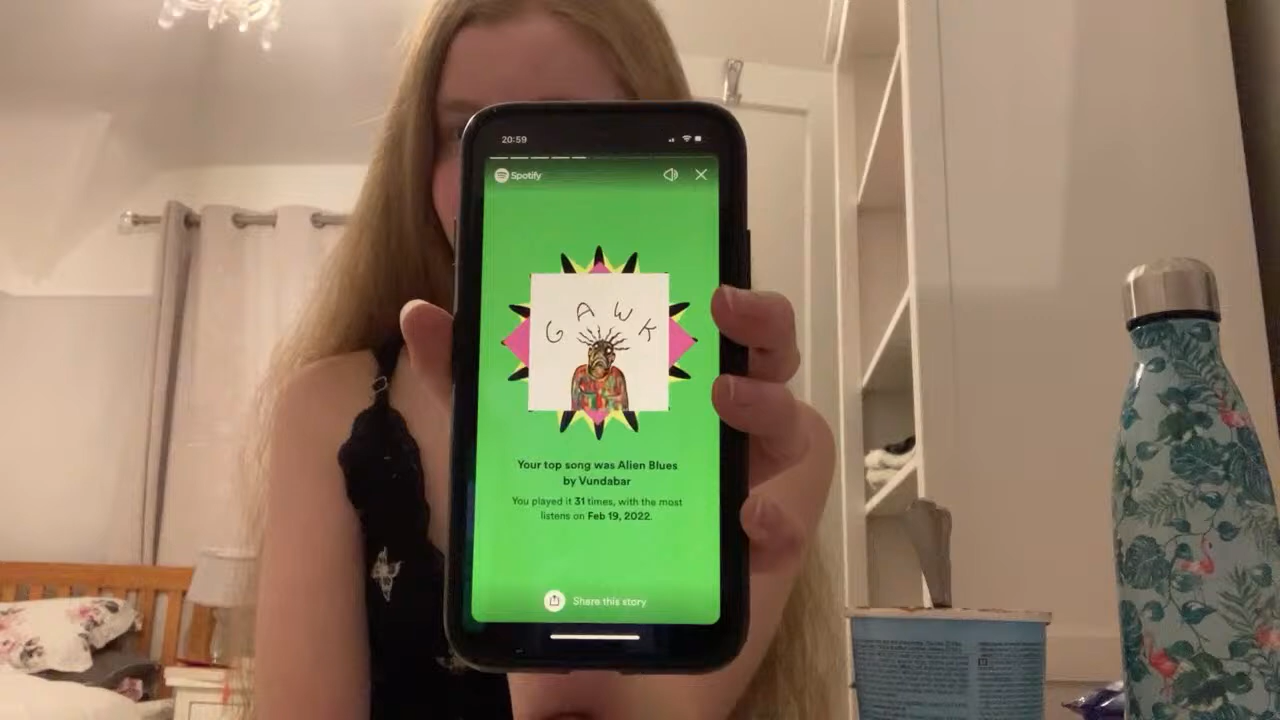 20:59
Spotify
G A W K
Your top song was Alien Blues
by Vundabar
You played it 31 times, with the most
listens on Feb 19, 2022.
Share this story